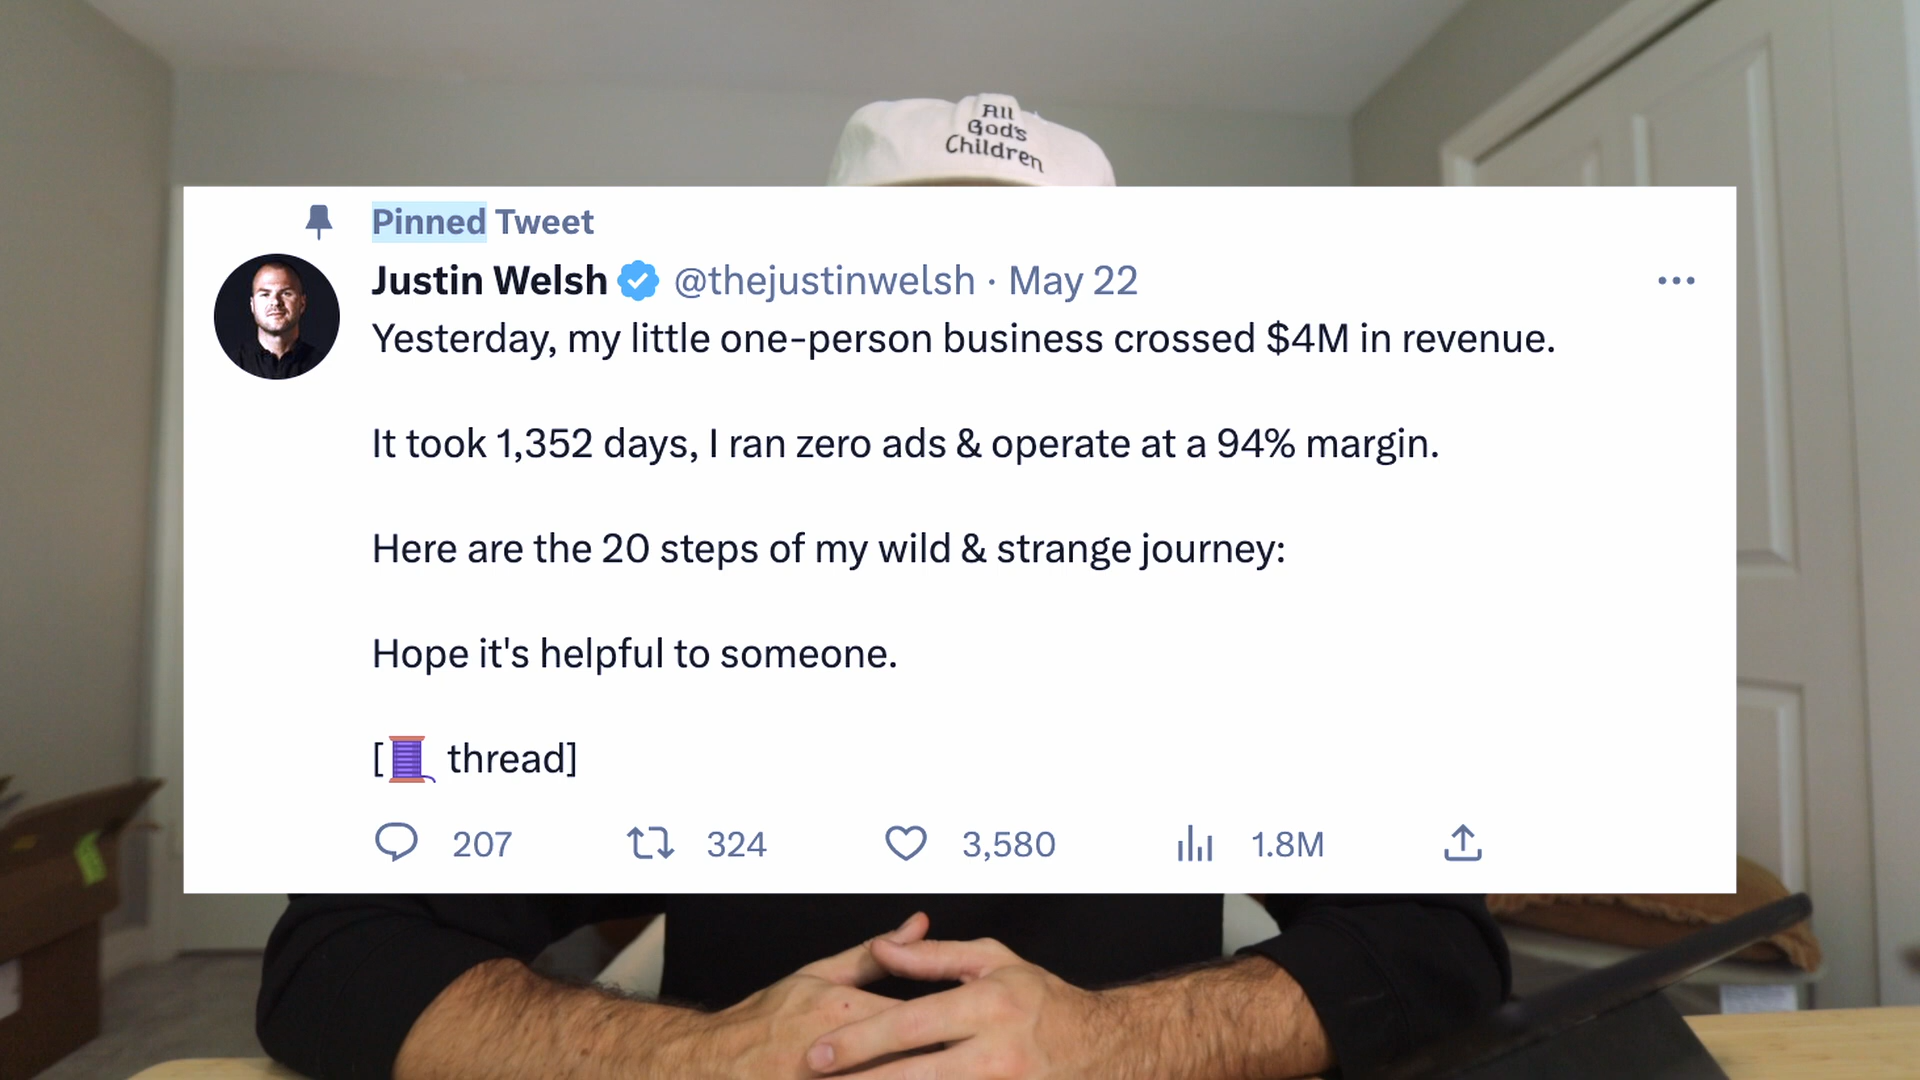 All
God's
Children
Pinned Tweet
Justin Welsh @thejustinwelsh · May 22
Yesterday, my little one-person business crossed $4M in revenue.
It took 1,352 days, I ran zero ads & operate at a 94% margin.
Here are the 20 steps of my wild & strange journey:
Hope it's helpful to someone.
[🧵 thread]
207 324 3,580 1.8M